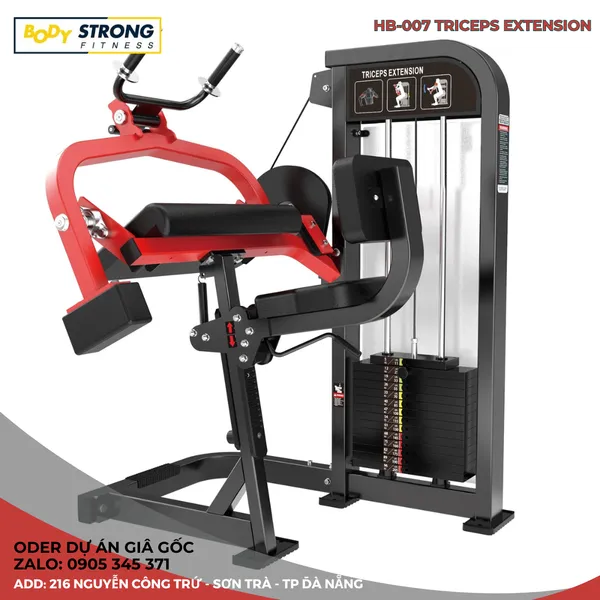 BODY STRONG
FITNESS
HB-007 TRICEPS EXTENSION
TRICEPS EXTENSION
ODER DỰ ÁN GIÂ GỐC
ZALO: 0905 345 371
ADD: 216 NGUYỄN CÔNG TRỨ - SƠN TRÀ - TP ĐÀ NẴNG